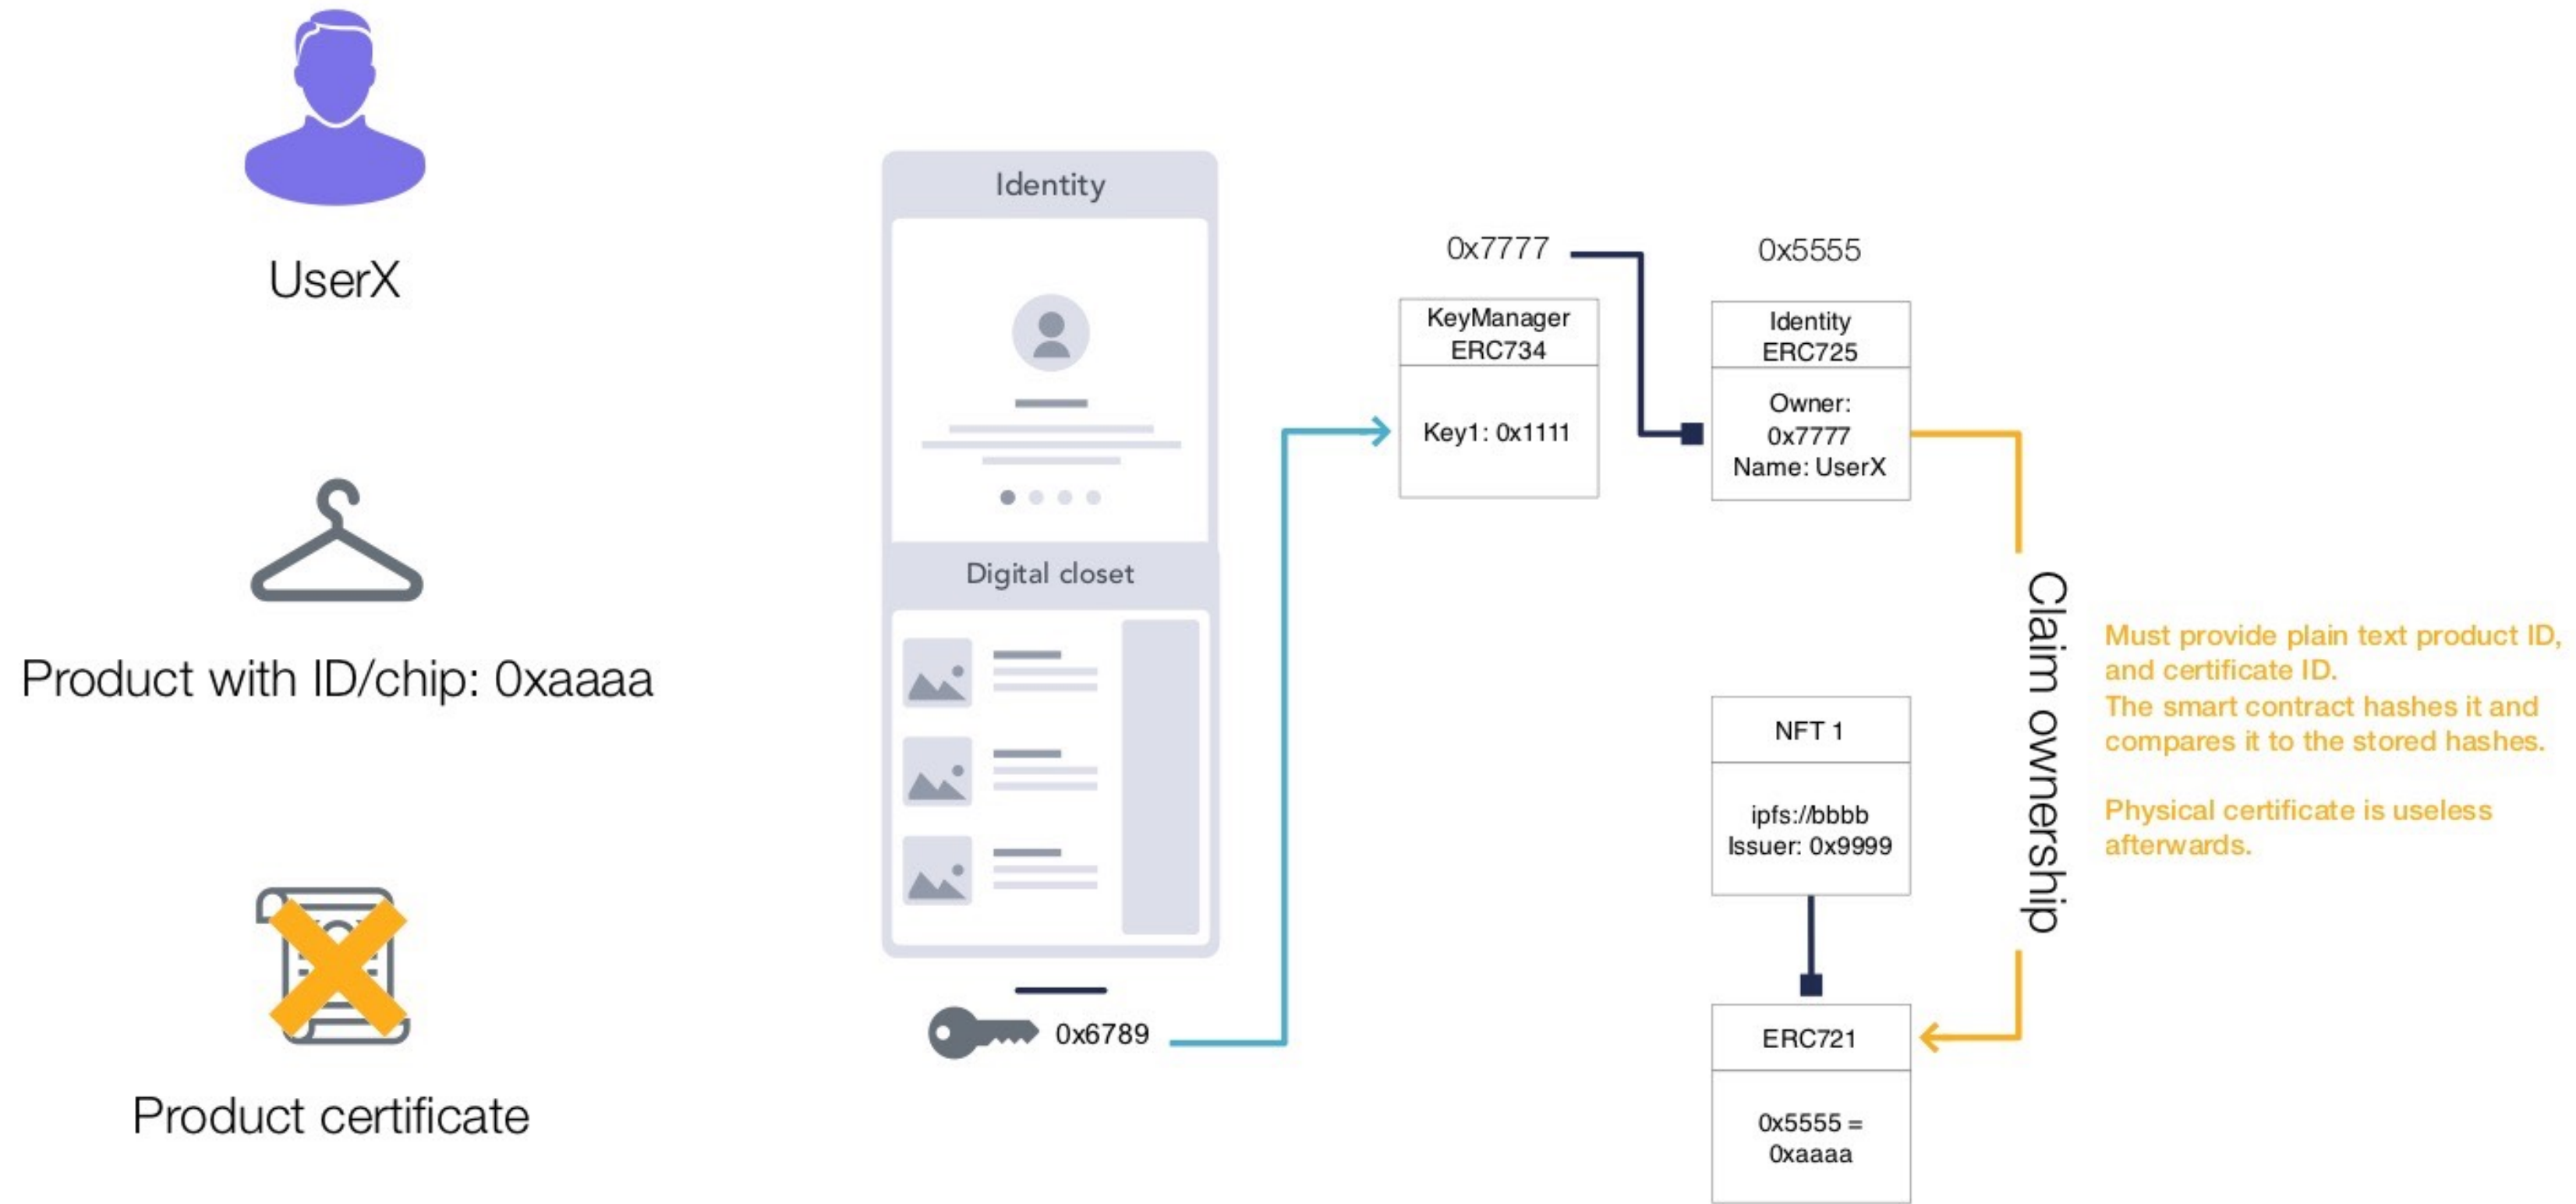 UserX
Product with ID/chip: 0xaaaa
Product certificate
Identity
Digital closet
0x6789
0x7777
KeyManager
ERC734
Key1: 0x1111
0x5555
Identity
ERC725
Owner:
0x7777
Name: UserX
NFT 1
ipfs://bbbb
Issuer: 0x9999
ERC721
0x5555 =
0xaaaa
Claim ownership
Must provide plain text product ID,
and certificate ID.
The smart contract hashes it and
compares it to the stored hashes.
Physical certificate is useless
afterwards.